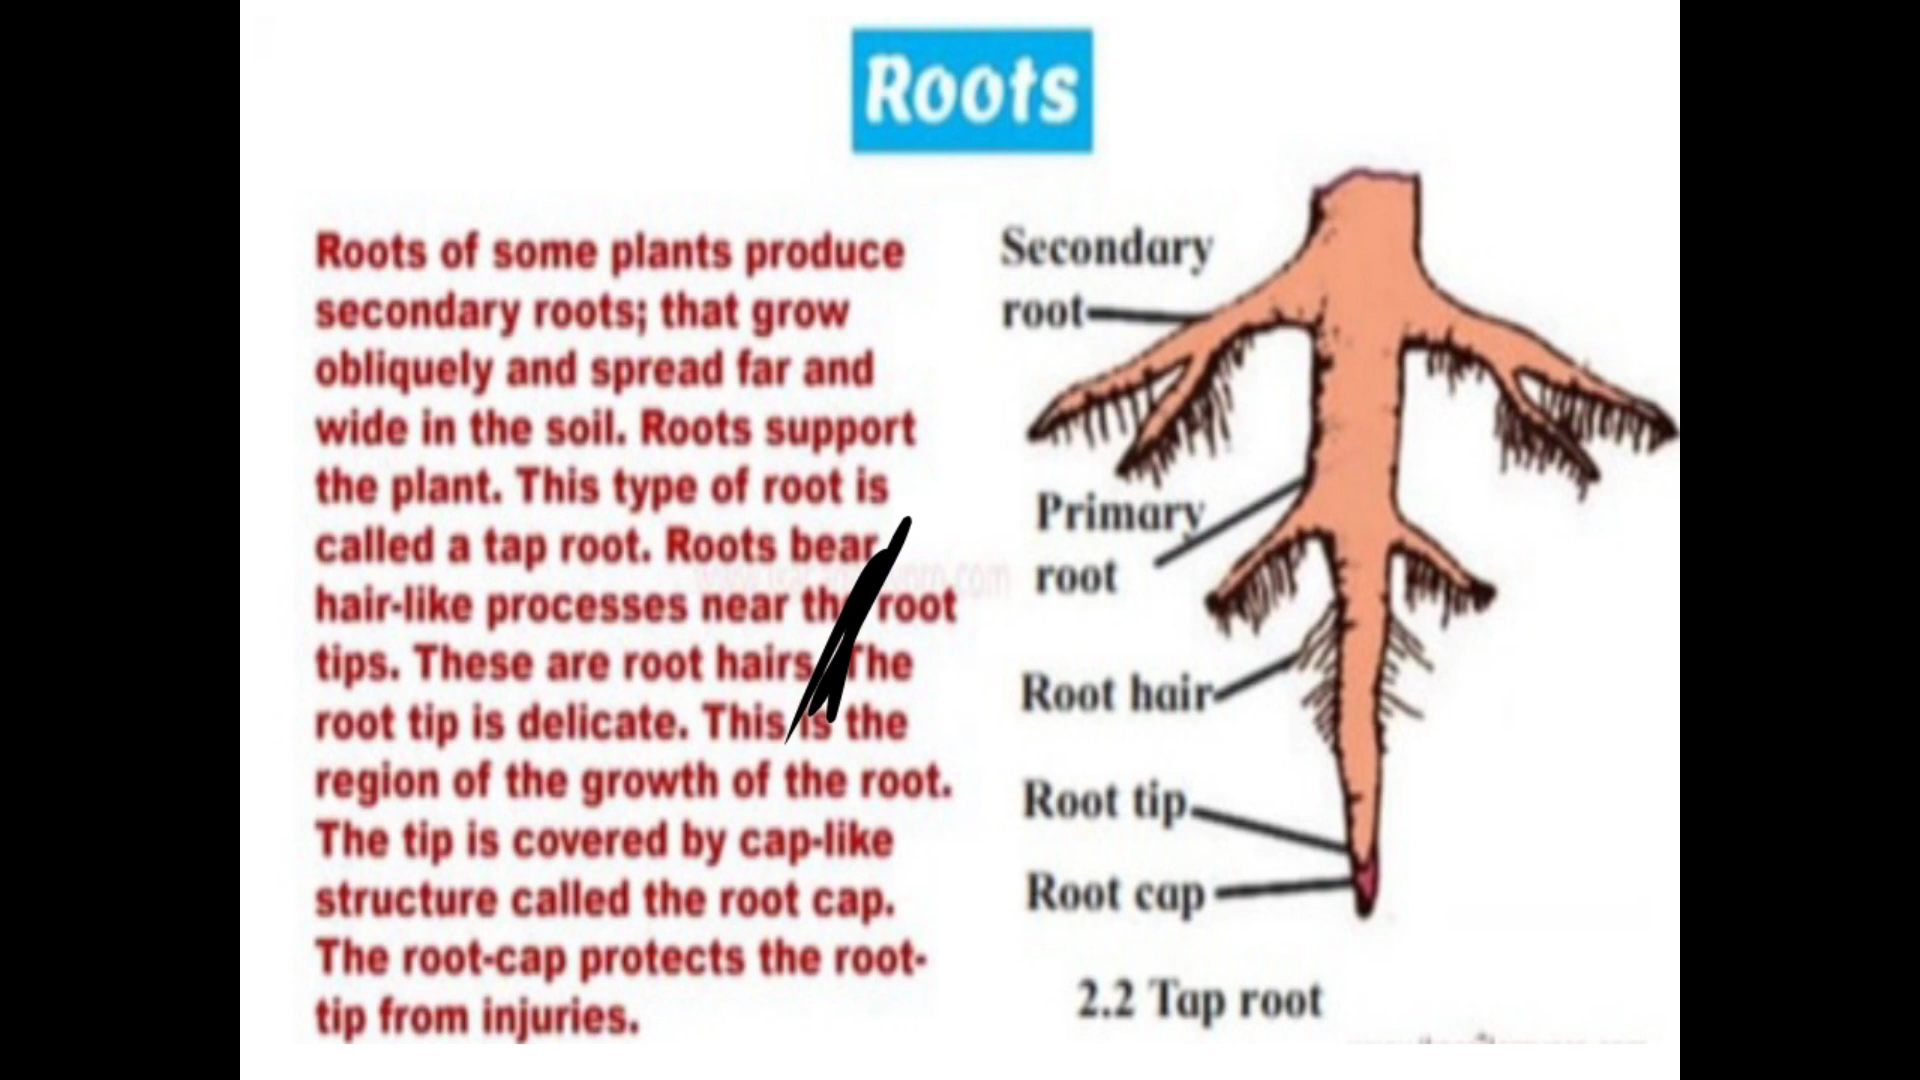 Roots
Roots of some plants produce
secondary roots; that grow
obliquely and spread far and
wide in the soil. Roots support
the plant. This type of root is
called a tap root. Roots bear
hair-like processes near the root
tips. These are root hairs. The
root tip is delicate. This is the
region of the growth of the root.
The tip is covered by cap-like
structure called the root cap.
The root-cap protects the root-
tip from injuries.
Secondary
root
Primary
root
Root hair
Root tip
Root cap
2.2 Tap root